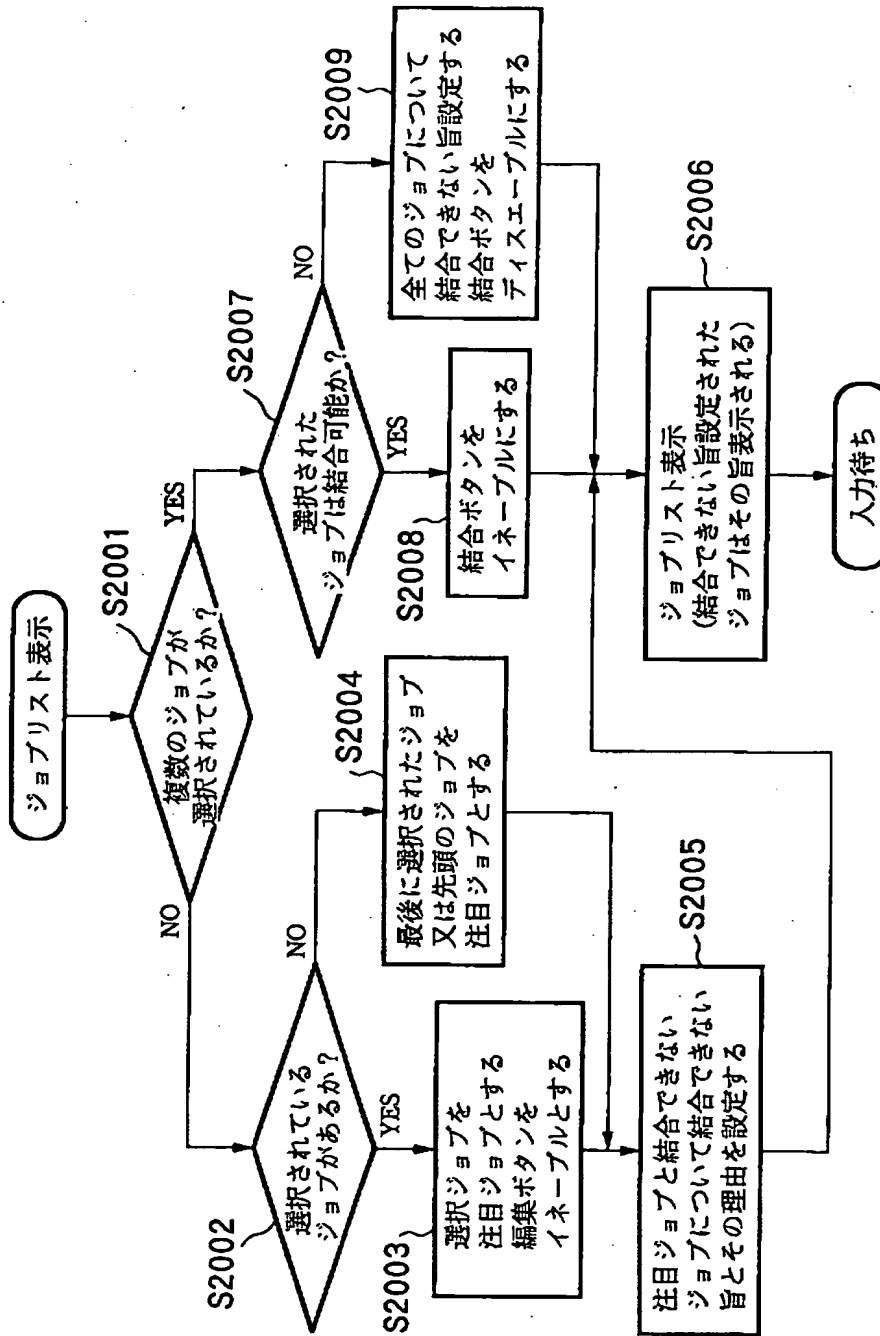 ジョブリスト表示
S2001
複数のジョブが
選択されているか?
NO
YES
S2002
選択されている
ジョブがあるか?
NO
YES
S2003
選択ジョブを
注目ジョブとする
編集ボタンを
イネーブルとする
S2004
最後に選択されたジョブ
又は先頭のジョブを
注目ジョブとする
S2005
注目ジョブと結合できない
ジョブについて結合できない
旨とその理由を設定する
S2007
選択された
ジョブは結合可能か?
NO
YES
S2008
結合ボタンを
イネーブルにする
S2009
全てのジョブについて
結合できない旨設定する
結合ボタンを
ディスエーブルにする
S2006
ジョブリスト表示
(結合できない旨設定された
ジョブはその旨表示される)
入力待ち